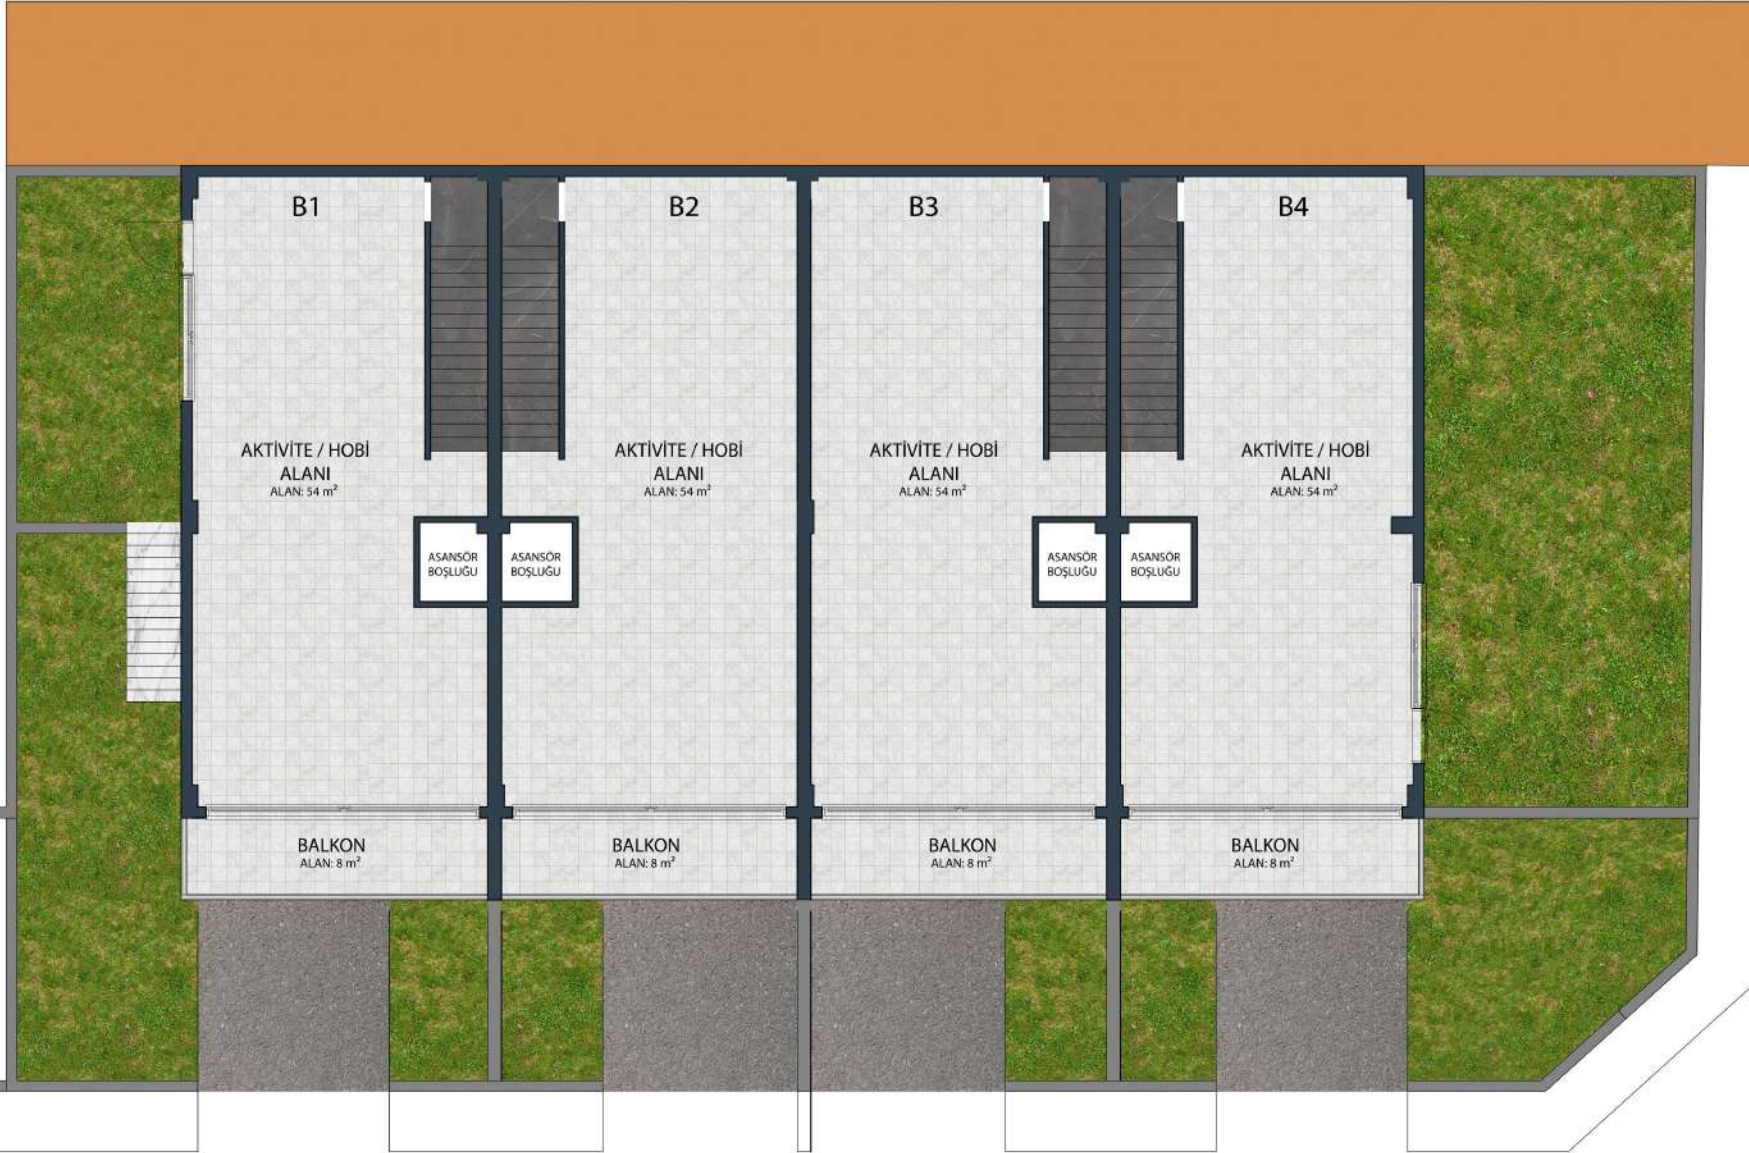 B1
B2
B3
B4
AKTİVİTE / HOBİ
ALANI
ALAN: 54 m²
AKTİVİTE / HOBİ
ALANI
ALAN: 54 m²
AKTİVİTE / HOBİ
ALANI
ALAN: 54 m²
AKTİVİTE / HOBİ
ALANI
ALAN: 54 m²
ASANSÖR
BOŞLUĞU
ASANSÖR
BOŞLUĞU
ASANSÖR
BOŞLUĞU
ASANSÖR
BOŞLUĞU
BALKON
ALAN: 8 m²
BALKON
ALAN: 8 m²
BALKON
ALAN: 8 m²
BALKON
ALAN: 8 m²